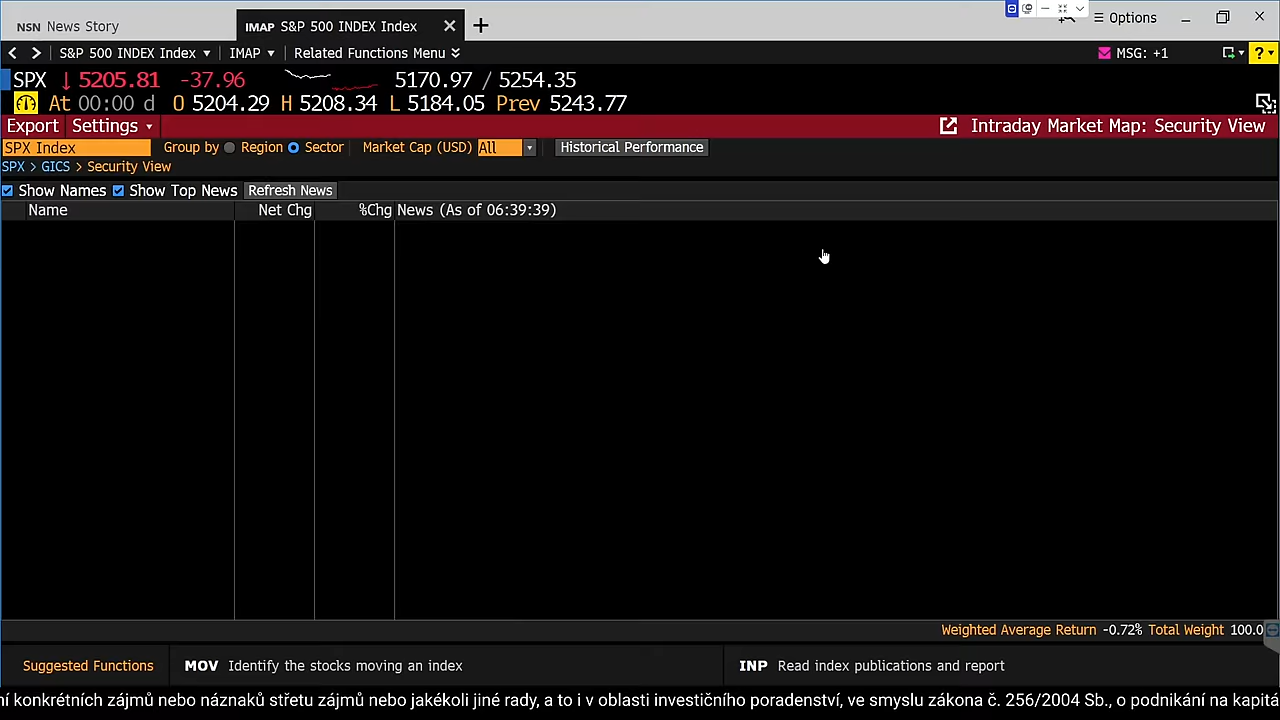 NSN News Story
IMAP S&P 500 INDEX Index
Options
S&P 500 INDEX Index IMAP Related Functions Menu MSG: +1 ?
SPX ↓ 5205.81 -37.96 5170.97 / 5254.35
At 00:00 d O 5204.29 H 5208.34 L 5184.05 Prev 5243.77
Export Settings Intraday Market Map: Security View
SPX Index Group by Region Sector Market Cap (USD) All Historical Performance
SPX > GICS > Security View
Show Names Show Top News Refresh News
Name Net Chg %Chg News (As of 06:39:39)
Weighted Average Return -0.72% Total Weight 100.0
Suggested Functions MOV Identify the stocks moving an index INP Read index publications and report
ní konkrétních zájmů nebo náznaků střetu zájmů nebo jakékoli jiné rady, a to i v oblasti investičního poradenství, ve smyslu zákona č. 256/2004 Sb., o podnikání na kapitá